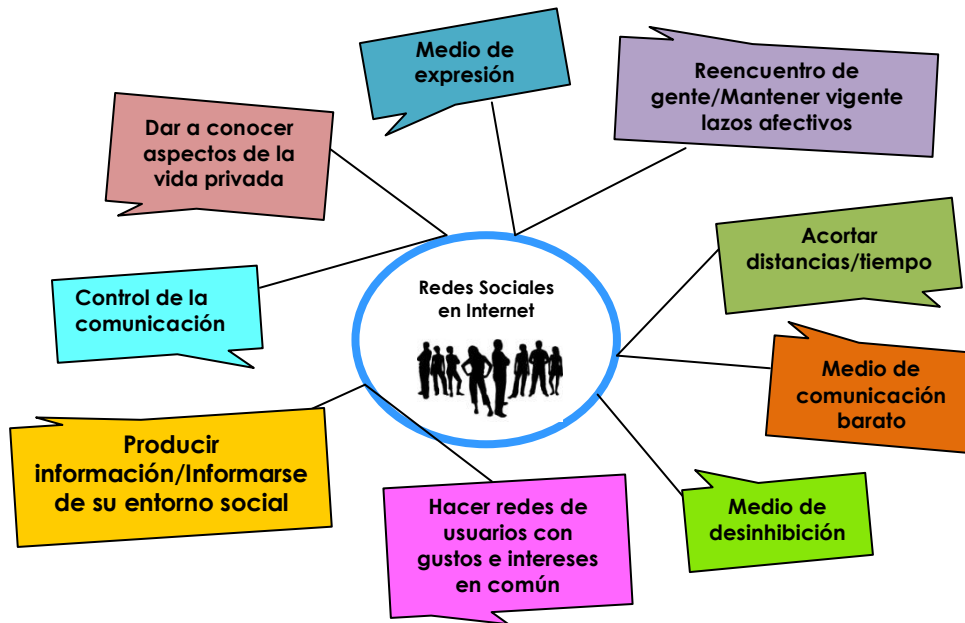 Medio de
expresión
Reencuentro de
gente/Mantener vigente
lazos afectivos
Dar a conocer
aspectos de la
vida privada
Acortar
distancias/tiempo
Control de la
comunicación
Redes Sociales
en Internet
Medio de
comunicación
barato
Producir
información/Informarse
de su entorno social
Hacer redes de
usuarios con
gustos e intereses
en común
Medio de
desinhibición